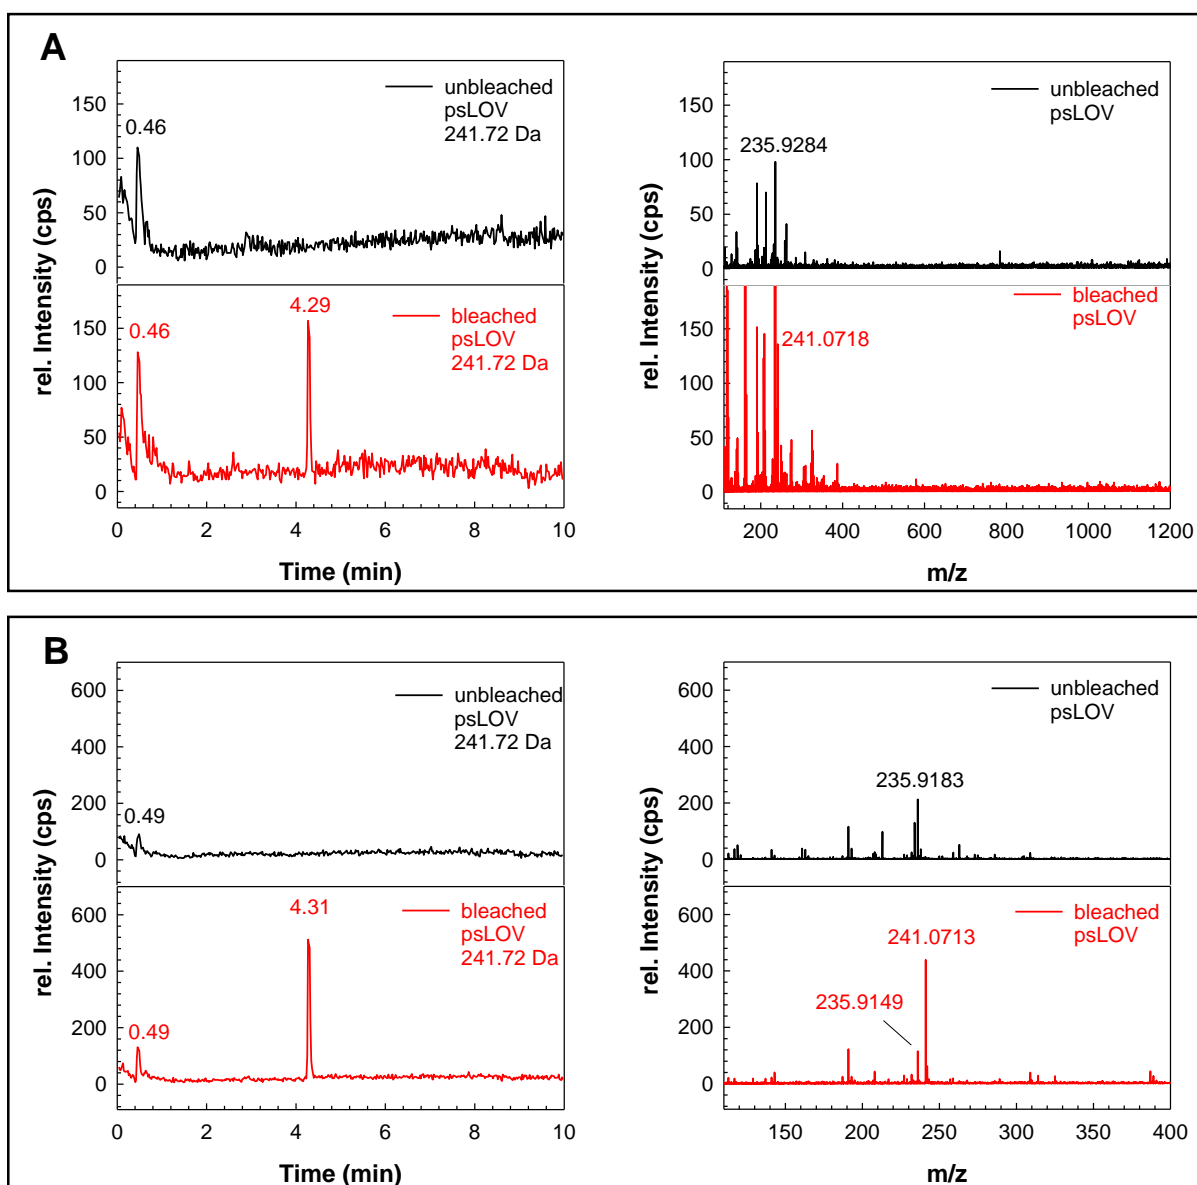 A
rel. Intensity (cps)
150
100
50
0
0.46
unbleached
psLOV
241.72 Da
150
100
50
0
0.46
4.29
bleached
psLOV
241.72 Da
0
2
4
6
8
10
Time (min)
rel. Intensity (cps)
150
100
50
0
235.9284
unbleached
psLOV
150
100
50
0
241.0718
bleached
psLOV
200
400
600
800
1000
1200
m/z
B
rel. Intensity (cps)
600
400
200
0
0.49
unbleached
psLOV
241.72 Da
600
400
200
0
0.49
4.31
bleached
psLOV
241.72 Da
0
2
4
6
8
10
Time (min)
rel. Intensity (cps)
600
400
200
0
235.9183
unbleached
psLOV
600
400
200
0
235.9149
241.0713
bleached
psLOV
150
200
250
300
350
400
m/z